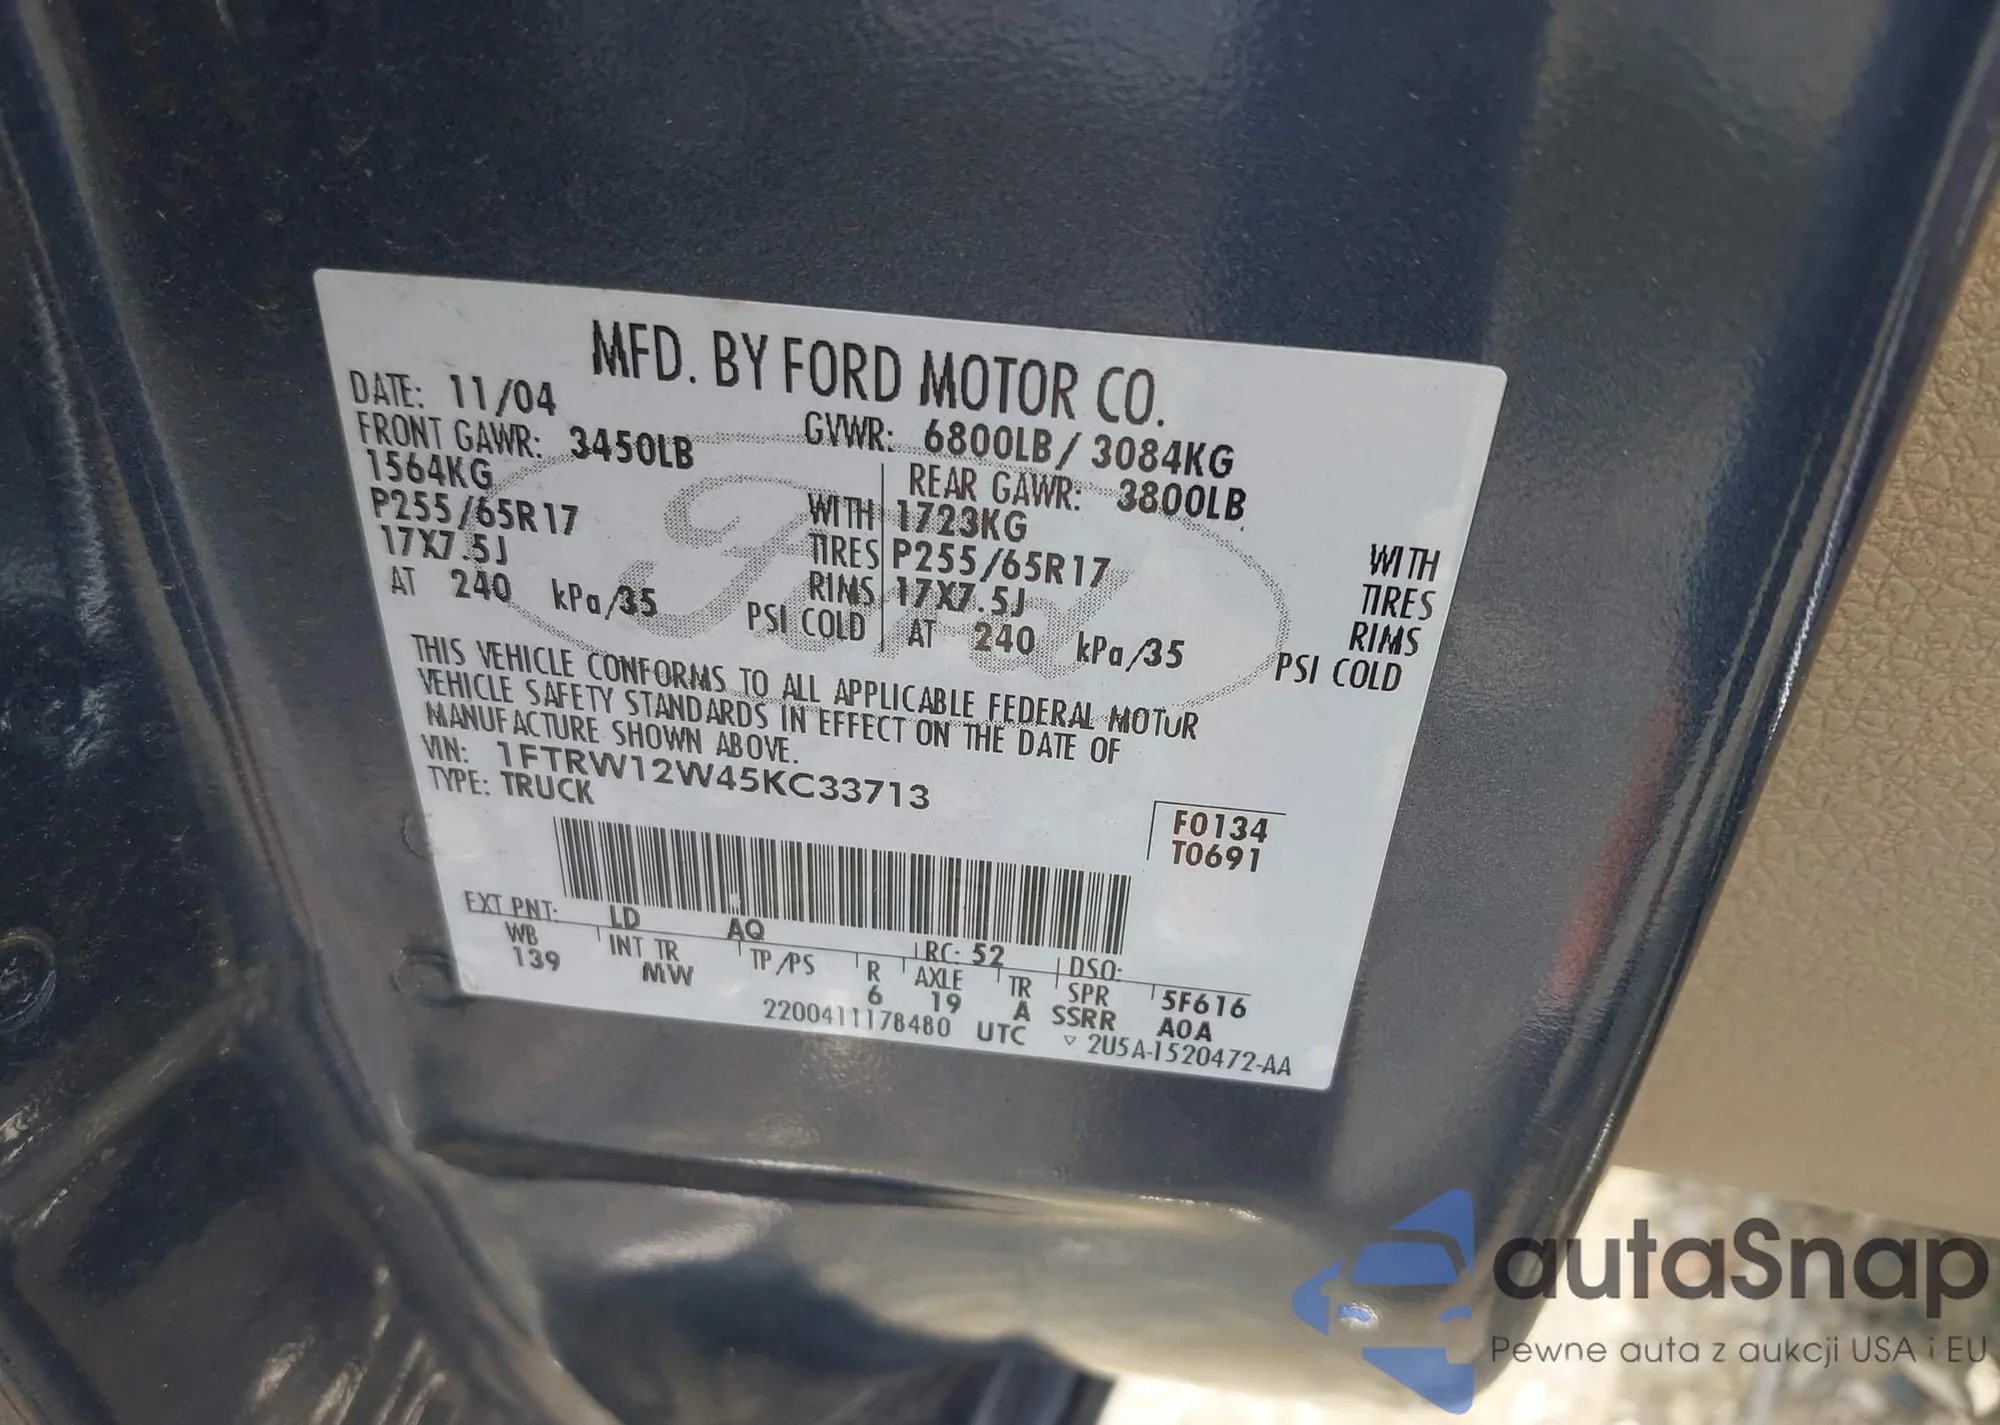 MFD. BY FORD MOTOR CO.
DATE: 11/04
GVWR: 6800LB / 3084KG
FRONT GAWR: 3450LB
REAR GAWR: 3800LB
1564KG WITH 1723KG WITH
P255/65R17 TIRES P255/65R17 TIRES
17X7.5J RIMS 17X7.5J RIMS
AT 240 kPa/35 PSI COLD AT 240 kPa/35 PSI COLD
THIS VEHICLE CONFORMS TO ALL APPLICABLE FEDERAL MOTOR
VEHICLE SAFETY STANDARDS IN EFFECT ON THE DATE OF
MANUFACTURE SHOWN ABOVE.
VIN: 1FTRW12W45KC33713
TYPE: TRUCK
F0134
T0691
EXT PNT: LD AQ RC: 52 DSO:
WB INT TR TP/PS R AXLE TR SPR 5F616
139 MW 6 19 A SSRR A0A
2200411178480 UTC ▽ 2U5A-1520472-AA
Ford
autaSnap
Pewne auta z aukcji USA i EU